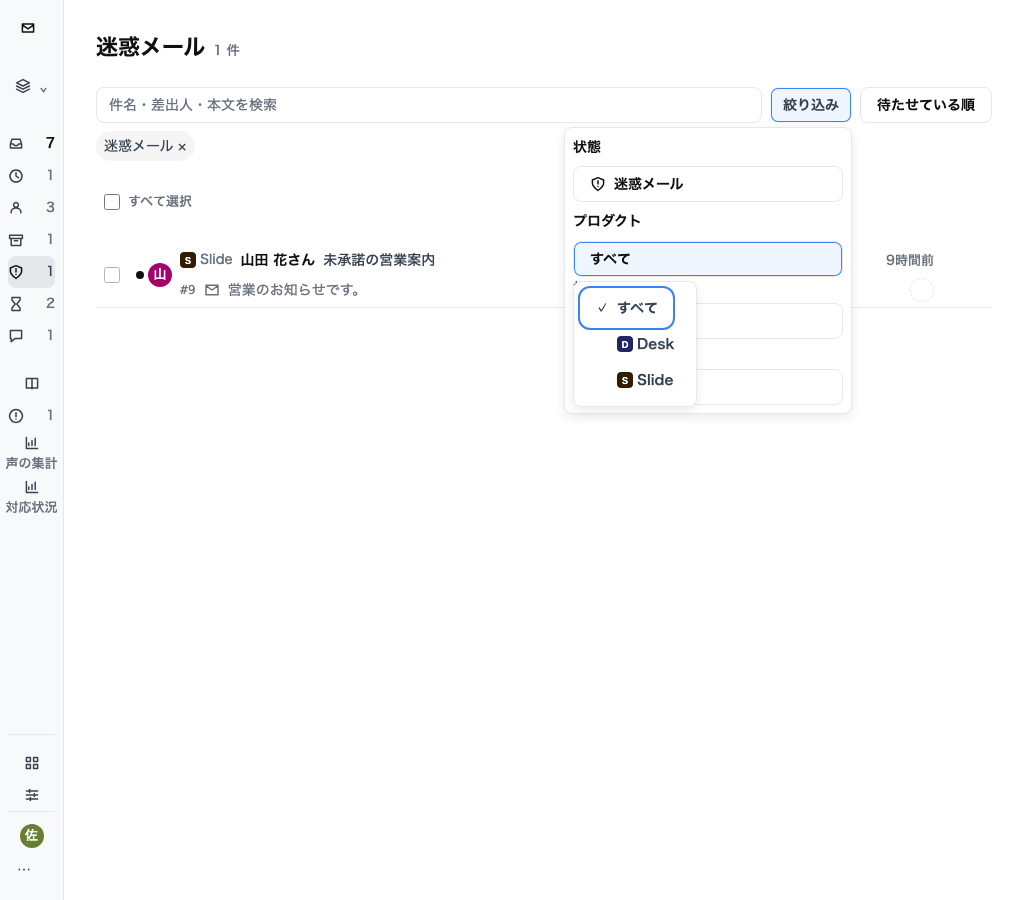 迷惑メール 1 件
件名・差出人・本文を検索
絞り込み
待たせている順
迷惑メール ×
状態
迷惑メール
プロダクト
すべて
✓ すべて
D Desk
S Slide
すべて選択
山
S Slide 山田 花さん 未承諾の営業案内
9時間前
#9 営業のお知らせです。
7
1
3
1
1
2
1
1
声の集計
対応状況
佐
…